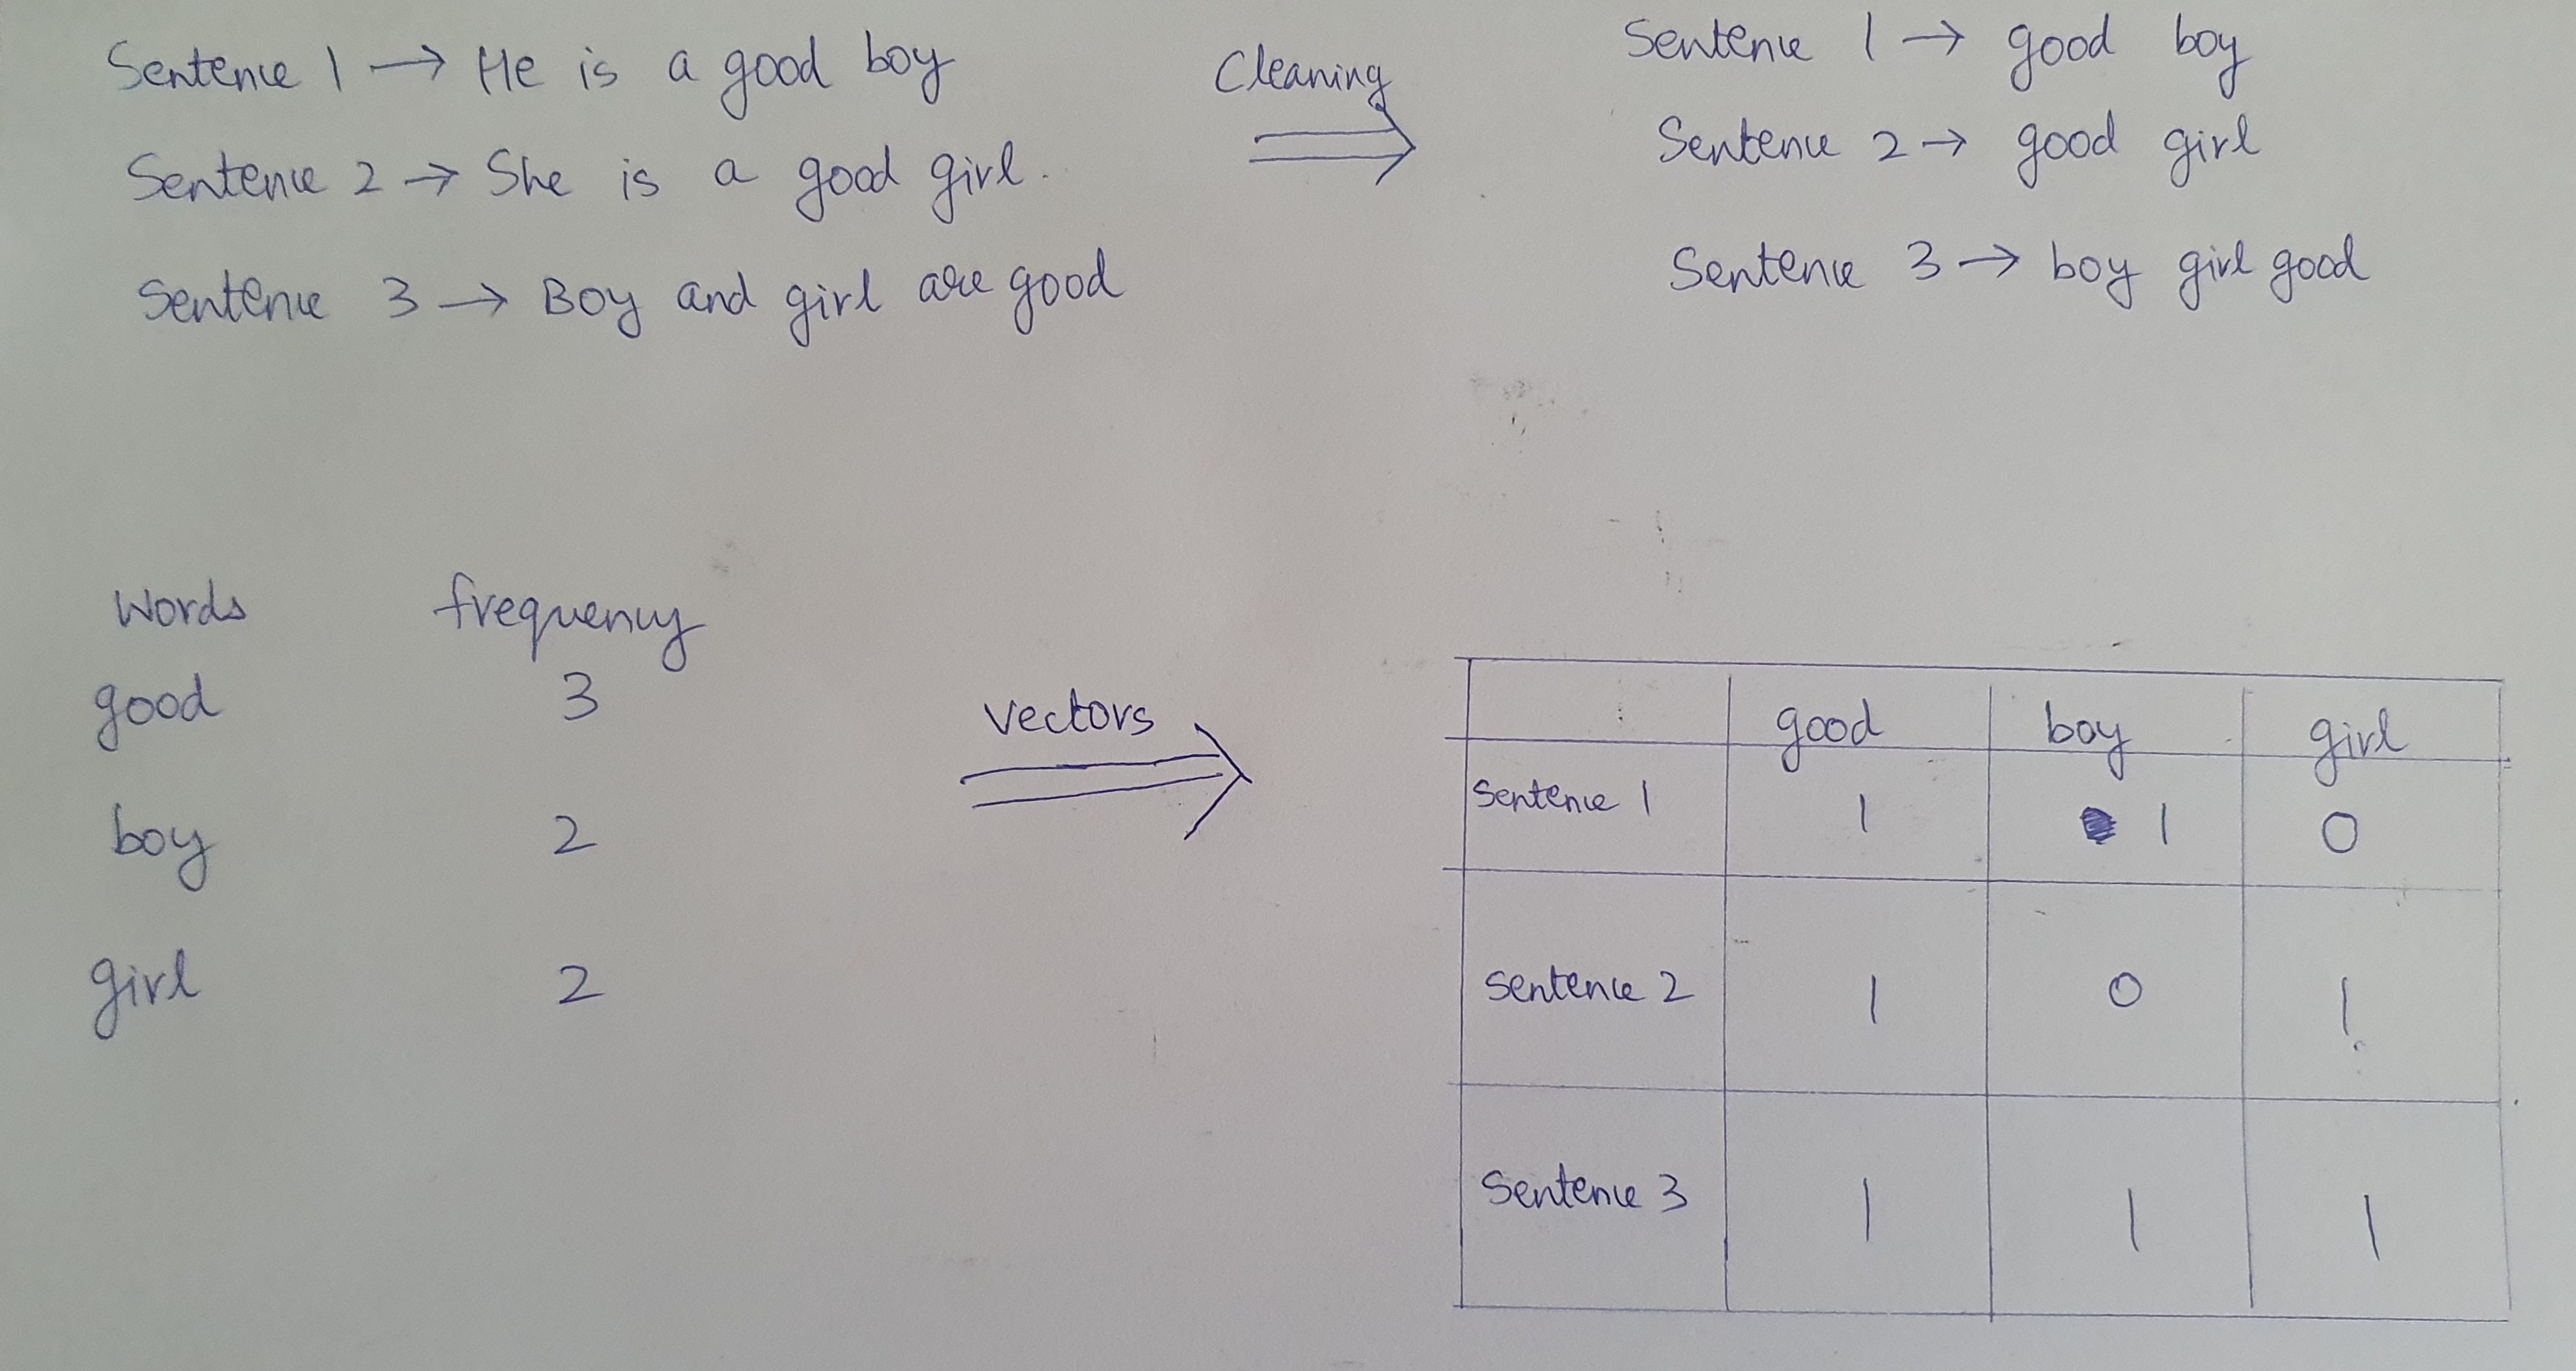 Sentence 1 → He is a good boy
Sentence 2 → She is a good girl.
Sentence 3 → Boy and girl are good
Cleaning
Sentence 1 → good boy
Sentence 2 → good girl
Sentence 3 → boy girl good
Words frequency
good 3
boy 2
girl 2
vectors
good boy girl
Sentence 1 1 1 0
Sentence 2 1 0 1
Sentence 3 1 1 1